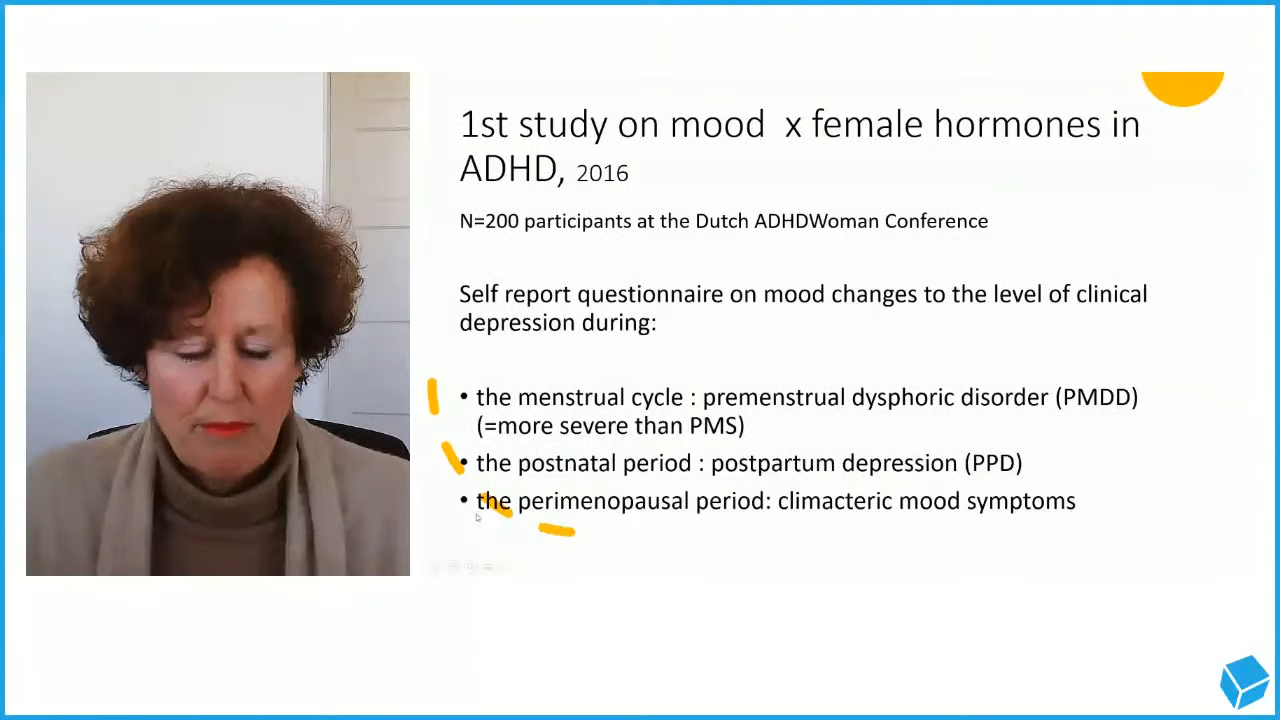 1st study on mood x female hormones in
ADHD, 2016
N=200 participants at the Dutch ADHDWoman Conference
Self report questionnaire on mood changes to the level of clinical
depression during:
• the menstrual cycle : premenstrual dysphoric disorder (PMDD)
(=more severe than PMS)
• the postnatal period : postpartum depression (PPD)
• the perimenopausal period: climacteric mood symptoms